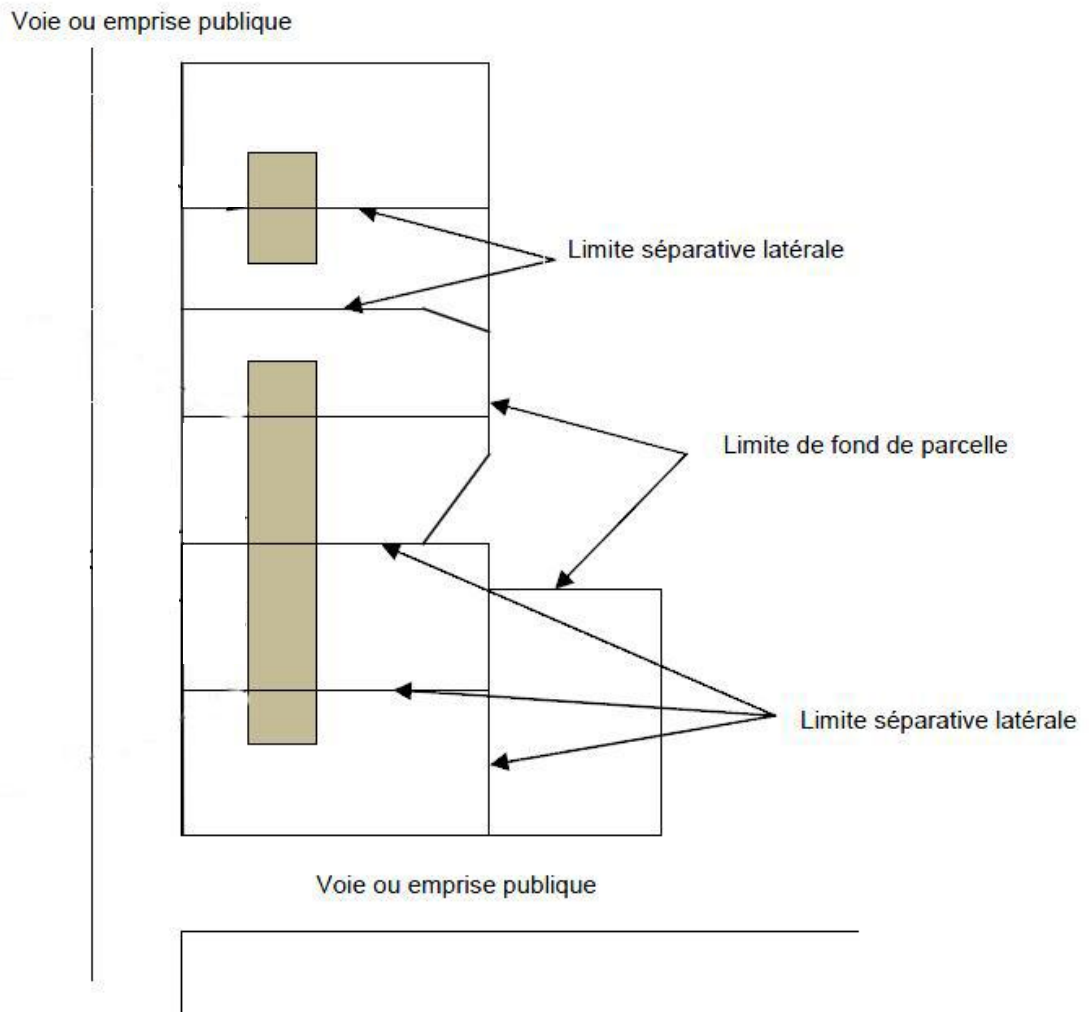 Voie ou emprise publique
Limite séparative latérale
Limite de fond de parcelle
Limite séparative latérale
Voie ou emprise publique